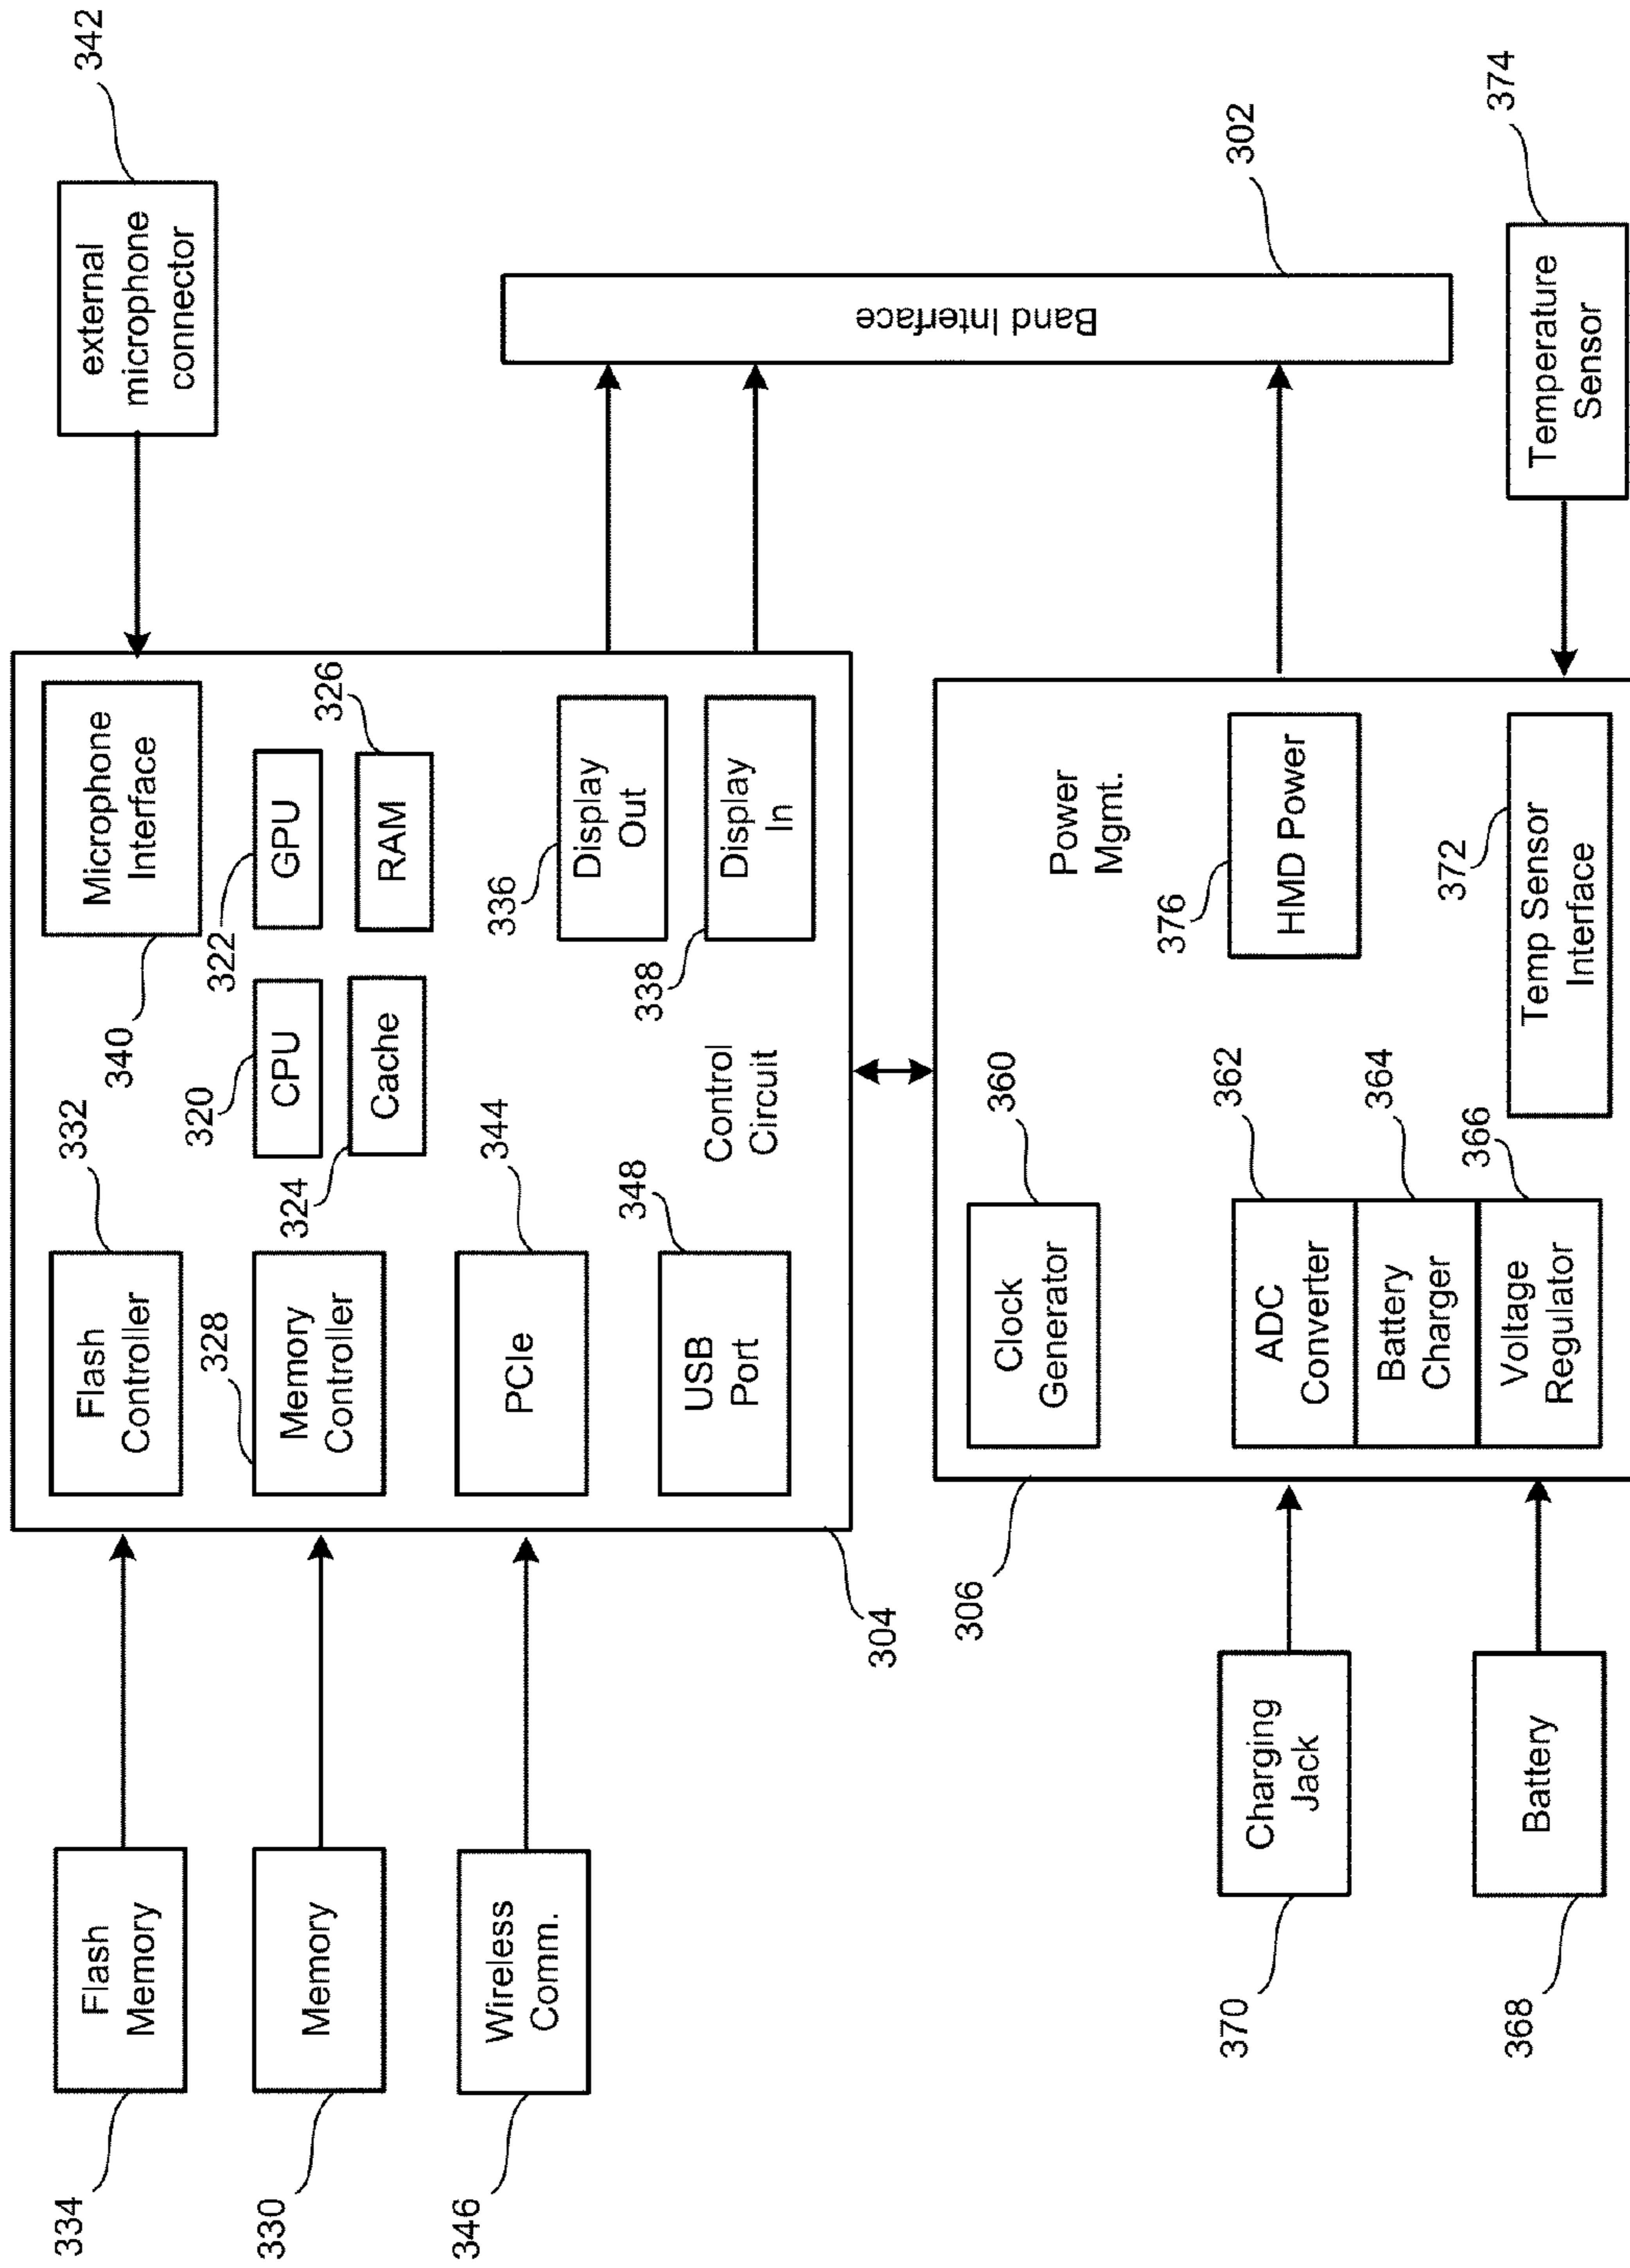 334
Flash
Memory
330
Memory
346
Wireless
Comm.
332
Flash
Controller
328
Memory
Controller
344
PCIe
348
USB
Port
340
Microphone
Interface
320
CPU
322
GPU
324
Cache
326
RAM
336
Display
Out
338
Display
In
Control
Circuit
304
342
external
microphone
connector
302
Band Interface
306
Power
Mgmt.
360
Clock
Generator
362
ADC
Converter
364
Battery
Charger
366
Voltage
Regulator
376
HMD Power
372
Temp Sensor
Interface
374
Temperature
Sensor
370
Charging
Jack
368
Battery